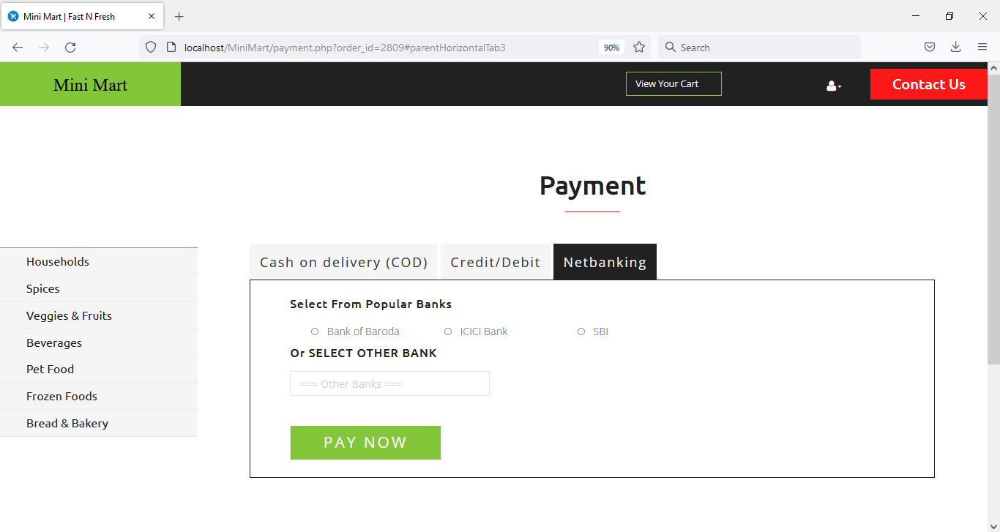 Mini Mart | Fast N Fresh
localhost/MiniMart/payment.php?order_id=2809#parentHorizontalTab3
90%
Search
Mini Mart
View Your Cart
Contact Us
Payment
Households
Spices
Veggies & Fruits
Beverages
Pet Food
Frozen Foods
Bread & Bakery
Cash on delivery (COD)
Credit/Debit
Netbanking
Select From Popular Banks
Bank of Baroda
ICICI Bank
SBI
Or SELECT OTHER BANK
=== Other Banks ===
PAY NOW